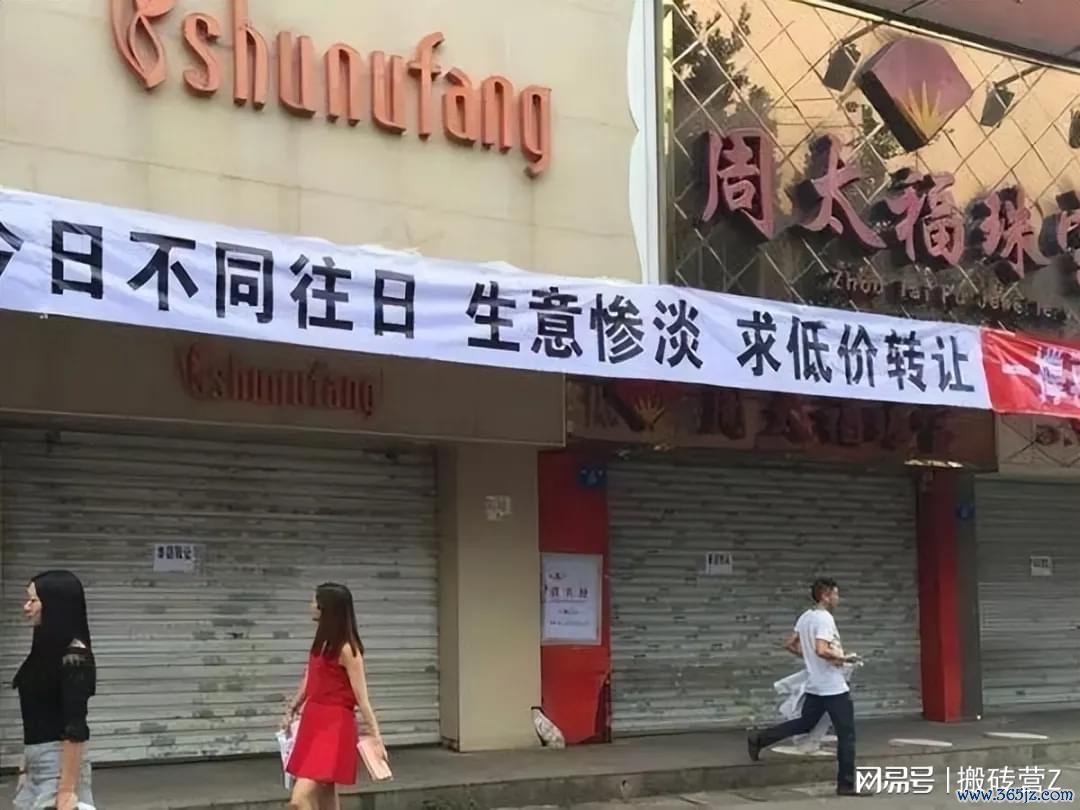 shunufang
周太福珠
Zhou Tai Fu Jewel
今日不同往日 生意惨淡 求低价转让
shunufang
网易号 | 搬砖营Z
www.365jz.com